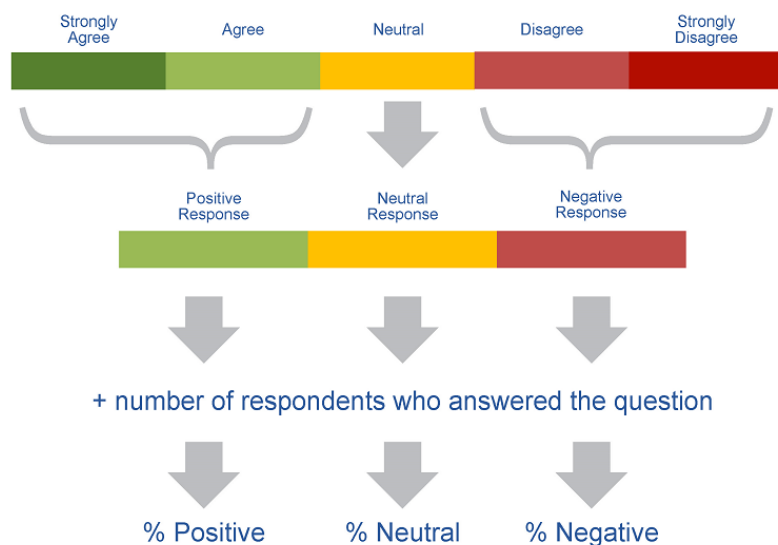 Strongly
Agree
Agree
Neutral
Disagree
Strongly
Disagree
Positive
Response
Neutral
Response
Negative
Response
+ number of respondents who answered the question
% Positive
% Neutral
% Negative